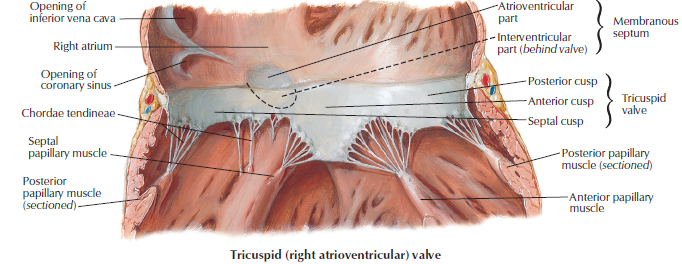 Opening of
inferior vena cava
Right atrium
Opening of
coronary sinus
Chordae tendineae
Septal
papillary muscle
Posterior
papillary muscle
(sectioned)
Atrioventricular
part
Interventricular
part (behind valve)
Membranous
septum
Posterior cusp
Anterior cusp
Septal cusp
Tricuspid
valve
Posterior papillary
muscle (sectioned)
Anterior papillary
muscle
Tricuspid (right atrioventricular) valve